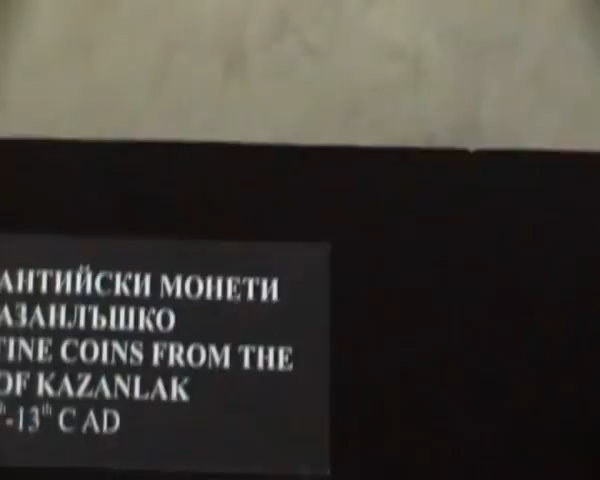 АНТИЙСКИ МОНЕТИ
АЗАНЛЪШКО
TINE COINS FROM THE
OF KAZANLAK
-13th C AD